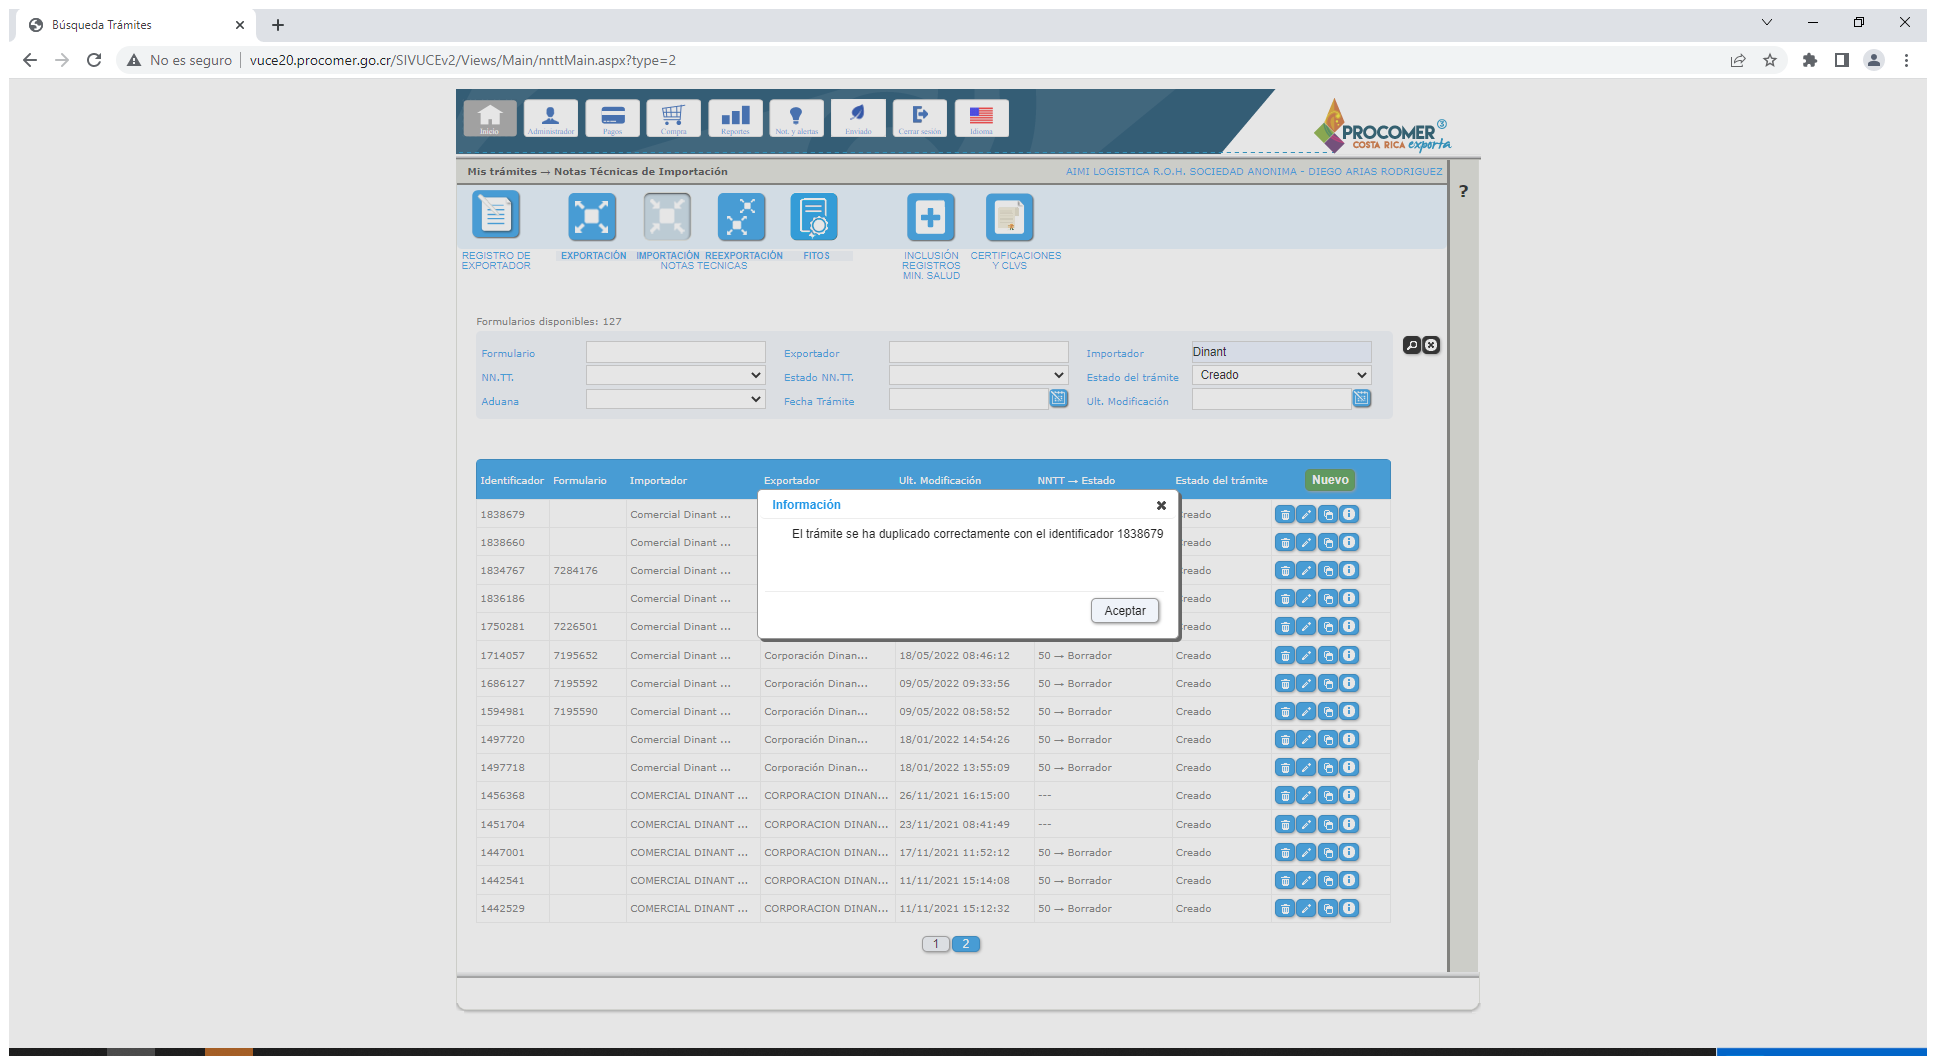 Búsqueda Trámites
No es seguro | vuce20.procomer.go.cr/SIVUCEv2/Views/Main/nnttMain.aspx?type=2
Inicio Administrador Pagos Compra Reportes Not. y alertas Enviado Cerrar sesión Idioma
PROCOMER
COSTA RICA exporta
Mis trámites → Notas Técnicas de Importación AIMI LOGISTICA R.O.H. SOCIEDAD ANONIMA - DIEGO ARIAS RODRIGUEZ
?
REGISTRO DE EXPORTADOR
EXPORTACIÓN IMPORTACIÓN REEXPORTACIÓN FITOS
NOTAS TECNICAS
INCLUSIÓN REGISTROS MIN. SALUD
CERTIFICACIONES Y CLVS
Formularios disponibles: 127
Formulario Exportador Importador Dinant
NN.TT. Estado NN.TT. Estado del trámite Creado
Aduana Fecha Trámite Ult. Modificación
Identificador Formulario Importador Exportador Ult. Modificación NNTT → Estado Estado del trámite Nuevo
Información
El trámite se ha duplicado correctamente con el identificador 1838679
Aceptar
1838679 Comercial Dinant ... reado
1838660 Comercial Dinant ... reado
1834767 7284176 Comercial Dinant ... reado
1836186 Comercial Dinant ... reado
1750281 7226501 Comercial Dinant ... reado
1714057 7195652 Comercial Dinant ... Corporación Dinan... 18/05/2022 08:46:12 50 → Borrador Creado
1686127 7195592 Comercial Dinant ... Corporación Dinan... 09/05/2022 09:33:56 50 → Borrador Creado
1594981 7195590 Comercial Dinant ... Corporación Dinan... 09/05/2022 08:58:52 50 → Borrador Creado
1497720 Comercial Dinant ... Corporación Dinan... 18/01/2022 14:54:26 50 → Borrador Creado
1497718 Comercial Dinant ... Corporación Dinan... 18/01/2022 13:55:09 50 → Borrador Creado
1456368 COMERCIAL DINANT ... CORPORACION DINAN... 26/11/2021 16:15:00 --- Creado
1451704 COMERCIAL DINANT ... CORPORACION DINAN... 23/11/2021 08:41:49 --- Creado
1447001 COMERCIAL DINANT ... CORPORACION DINAN... 17/11/2021 11:52:12 50 → Borrador Creado
1442541 COMERCIAL DINANT ... CORPORACION DINAN... 11/11/2021 15:14:08 50 → Borrador Creado
1442529 COMERCIAL DINANT ... CORPORACION DINAN... 11/11/2021 15:12:32 50 → Borrador Creado
1 2